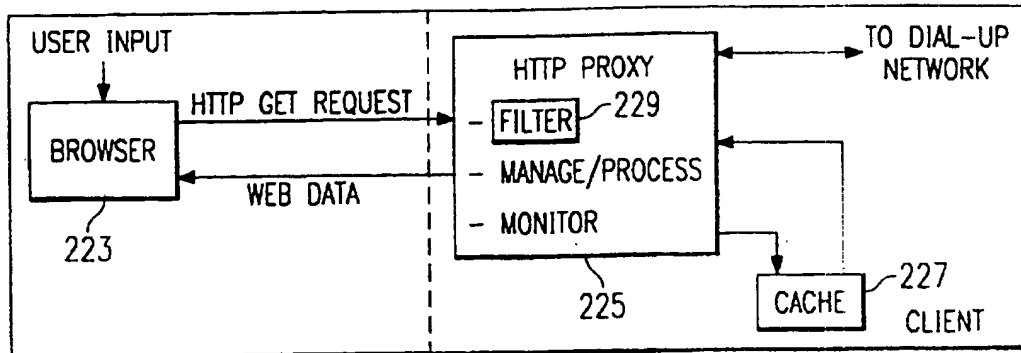 USER INPUT
BROWSER
223
HTTP GET REQUEST
WEB DATA
HTTP PROXY
- FILTER
229
- MANAGE/PROCESS
- MONITOR
225
TO DIAL-UP
NETWORK
CACHE
227
CLIENT